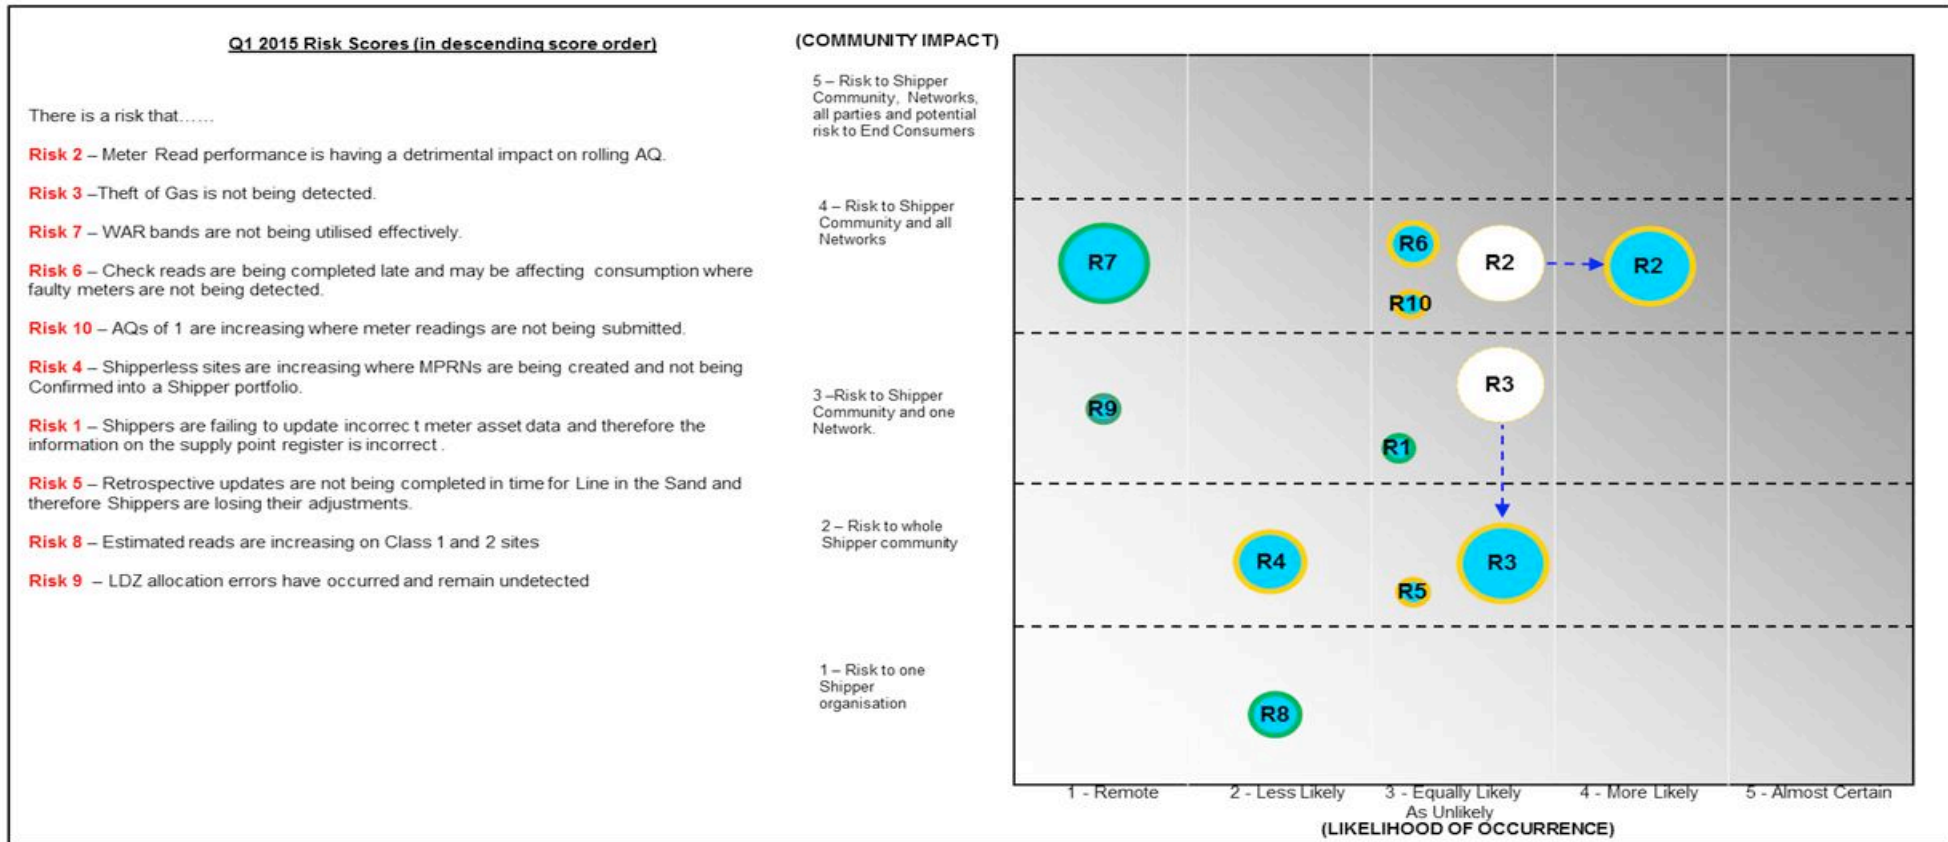 Q1 2015 Risk Scores (in descending score order)
There is a risk that……
Risk 2 – Meter Read performance is having a detrimental impact on rolling AQ.
Risk 3 –Theft of Gas is not being detected.
Risk 7 – WAR bands are not being utilised effectively.
Risk 6 – Check reads are being completed late and may be affecting consumption where
faulty meters are not being detected.
Risk 10 – AQs of 1 are increasing where meter readings are not being submitted.
Risk 4 – Shipperless sites are increasing where MPRNs are being created and not being
Confirmed into a Shipper portfolio.
Risk 1 – Shippers are failing to update incorrec t meter asset data and therefore the
information on the supply point register is incorrect .
Risk 5 – Retrospective updates are not being completed in time for Line in the Sand and
therefore Shippers are losing their adjustments.
Risk 8 – Estimated reads are increasing on Class 1 and 2 sites
Risk 9 – LDZ allocation errors have occurred and remain undetected
(COMMUNITY IMPACT)
5 – Risk to Shipper
Community, Networks,
all parties and potential
risk to End Consumers
4 – Risk to Shipper
Community and all
Networks
3 –Risk to Shipper
Community and one
Network.
2 – Risk to whole
Shipper community
1 – Risk to one
Shipper
organisation
R7
R6
R2
R2
R10
R3
R9
R1
R4
R3
R5
R8
1 - Remote
2 - Less Likely
3 - Equally Likely
As Unlikely
4 - More Likely
5 - Almost Certain
(LIKELIHOOD OF OCCURRENCE)